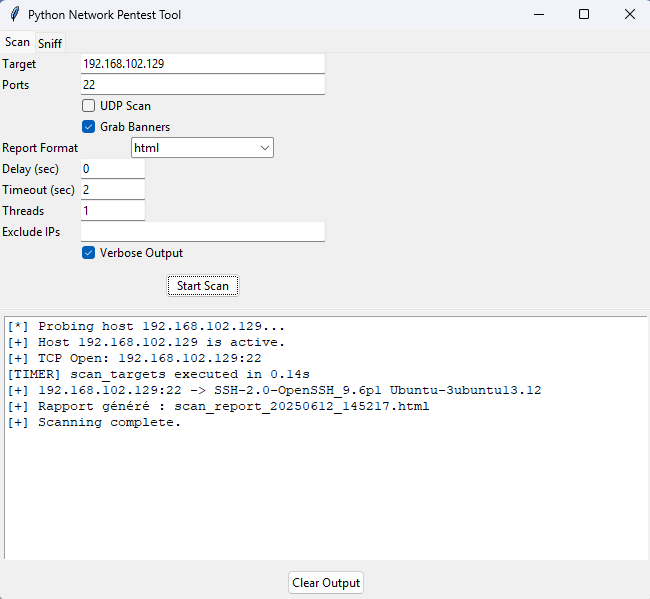 Python Network Pentest Tool
Scan Sniff
Target 192.168.102.129
Ports 22
UDP Scan
Grab Banners
Report Format html
Delay (sec) 0
Timeout (sec) 2
Threads 1
Exclude IPs
Verbose Output
Start Scan
[*] Probing host 192.168.102.129...
[+] Host 192.168.102.129 is active.
[+] TCP Open: 192.168.102.129:22
[TIMER] scan_targets executed in 0.14s
[+] 192.168.102.129:22 -> SSH-2.0-OpenSSH_9.6p1 Ubuntu-3ubuntu13.12
[+] Rapport généré : scan_report_20250612_145217.html
[+] Scanning complete.
Clear Output